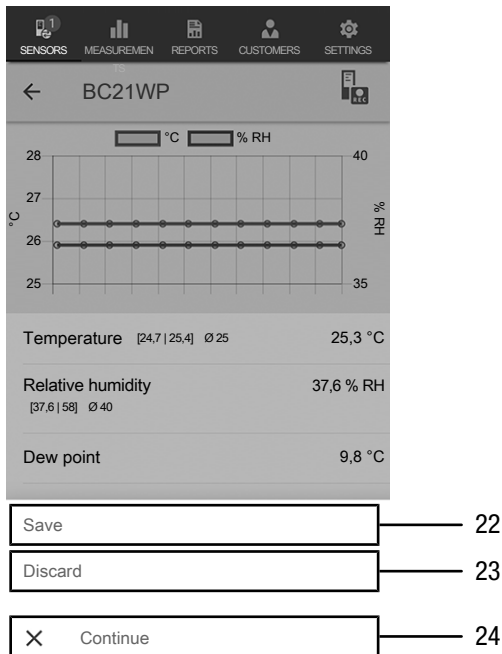 1
SENSORS MEASUREMEN REPORTS CUSTOMERS SETTINGS
TS
BC21WP
REC
°C % RH
28 40
27
°C % RH
26
25 35
Temperature [24,7 | 25,4] Ø 25 25,3 °C
Relative humidity 37,6 % RH
[37,6 | 58] Ø 40
Dew point 9,8 °C
Save 22
Discard 23
Continue 24